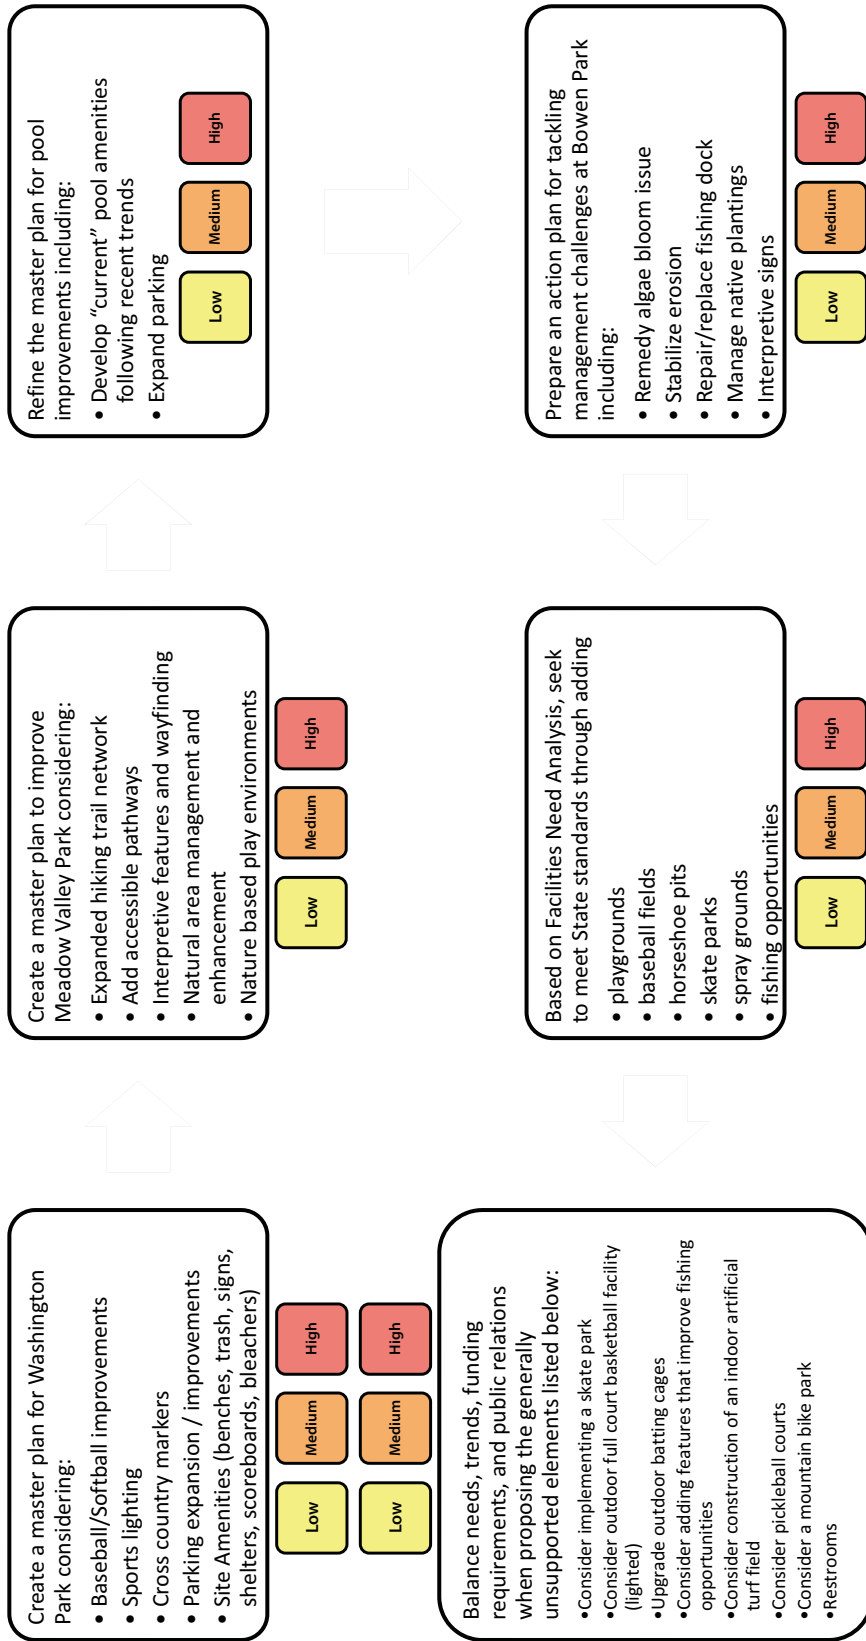 Create a master plan for Washington
Park considering:
• Baseball/Softball improvements
• Sports lighting
• Cross country markers
• Parking expansion / improvements
• Site Amenities (benches, trash, signs,
shelters, scoreboards, bleachers)
Low
Medium
High
Create a master plan to improve
Meadow Valley Park considering:
• Expanded hiking trail network
• Add accessible pathways
• Interpretive features and wayfinding
• Natural area management and
enhancement
• Nature based play environments
Low
Medium
High
Refine the master plan for pool
improvements including:
• Develop “current” pool amenities
following recent trends
• Expand parking
Low
Medium
High
Prepare an action plan for tackling
management challenges at Bowen Park
including:
• Remedy algae bloom issue
• Stabilize erosion
• Repair/replace fishing dock
• Manage native plantings
• Interpretive signs
Low
Medium
High
Based on Facilities Need Analysis, seek
to meet State standards through adding
• playgrounds
• baseball fields
• horseshoe pits
• skate parks
• spray grounds
• fishing opportunities
Low
Medium
High
Low
Medium
High
Balance needs, trends, funding
requirements, and public relations
when proposing the generally
unsupported elements listed below:
•Consider implementing a skate park
•Consider outdoor full court basketball facility
(lighted)
•Upgrade outdoor batting cages
•Consider adding features that improve fishing
opportunities
•Consider construction of an indoor artificial
turf field
•Consider pickleball courts
•Consider a mountain bike park
•Restrooms